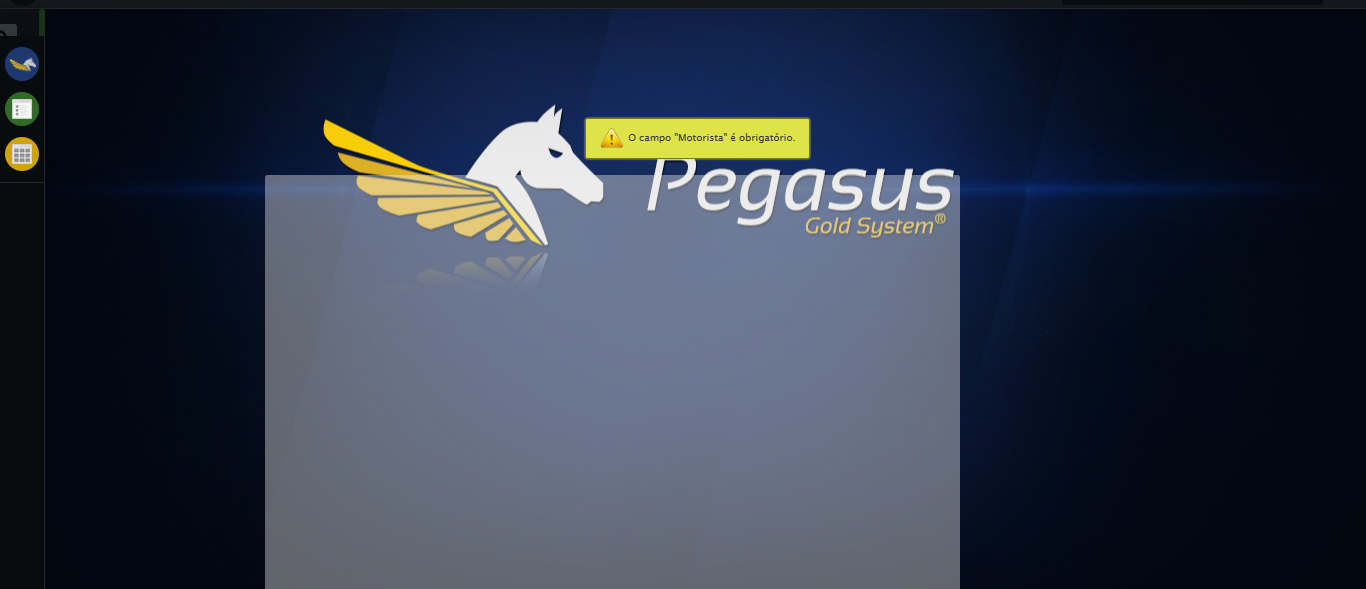 O campo "Motorista" é obrigatório.
Pegasus
Gold System®